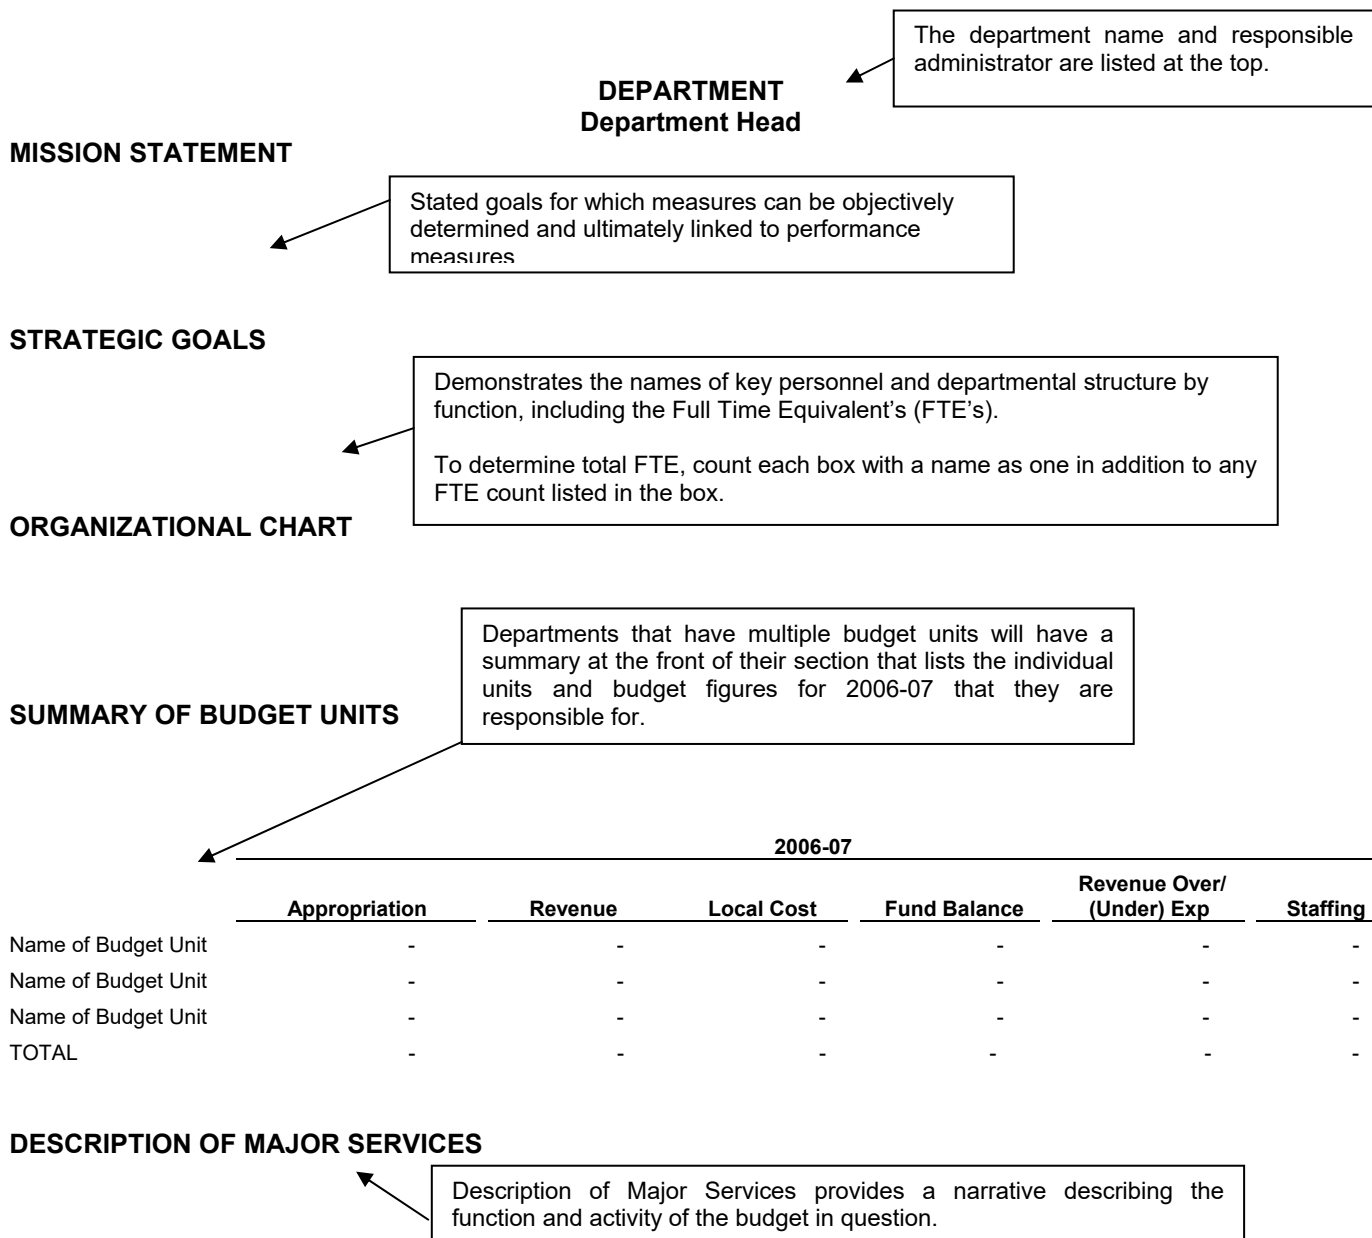 The department name and responsible
administrator are listed at the top.
DEPARTMENT
Department Head
MISSION STATEMENT
Stated goals for which measures can be objectively
determined and ultimately linked to performance
measures
STRATEGIC GOALS
Demonstrates the names of key personnel and departmental structure by
function, including the Full Time Equivalent's (FTE's).
To determine total FTE, count each box with a name as one in addition to any
FTE count listed in the box.
ORGANIZATIONAL CHART
Departments that have multiple budget units will have a
summary at the front of their section that lists the individual
units and budget figures for 2006-07 that they are
responsible for.
SUMMARY OF BUDGET UNITS
2006-07
Appropriation Revenue Local Cost Fund Balance Revenue Over/ (Under) Exp Staffing
Name of Budget Unit - - - - - -
Name of Budget Unit - - - - - -
Name of Budget Unit - - - - - -
TOTAL - - - - - -
DESCRIPTION OF MAJOR SERVICES
Description of Major Services provides a narrative describing the
function and activity of the budget in question.